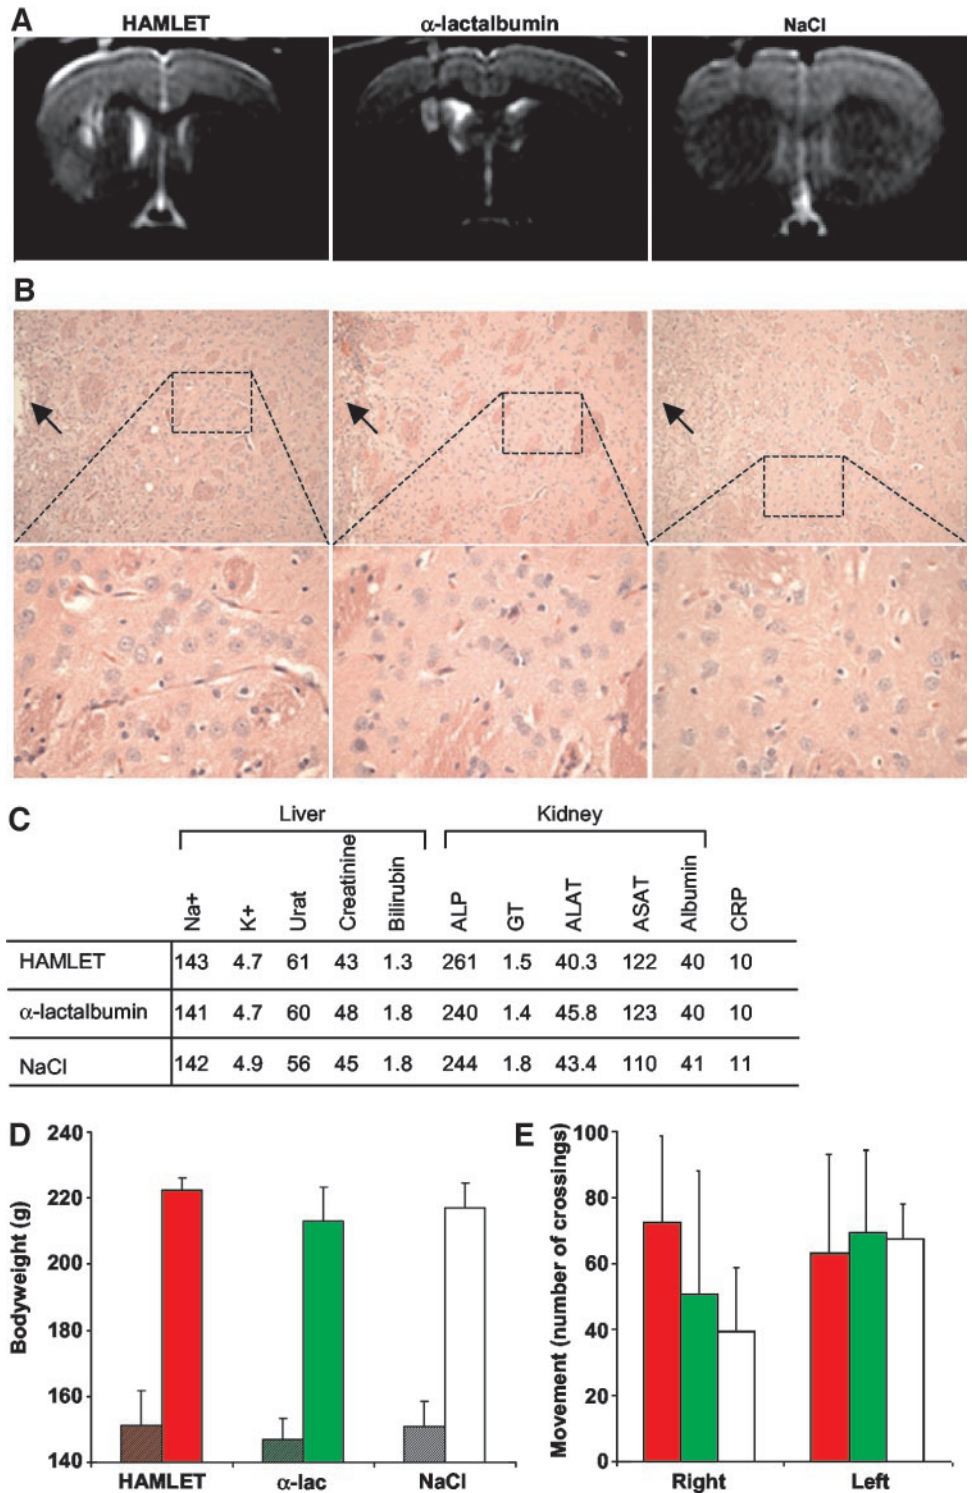 A
HAMLET
α-lactalbumin
NaCl
B
C
Liver
Kidney
Na+ K+ Urat Creatinine Bilirubin ALP GT ALAT ASAT Albumin CRP
HAMLET 143 4.7 61 43 1.3 261 1.5 40.3 122 40 10
α-lactalbumin 141 4.7 60 48 1.8 240 1.4 45.8 123 40 10
NaCl 142 4.9 56 45 1.8 244 1.8 43.4 110 41 11
D
Bodyweight (g)
240
220
200
180
160
140
HAMLET α-lac NaCl
E
Movement (number of crossings)
100
80
60
40
20
0
Right Left